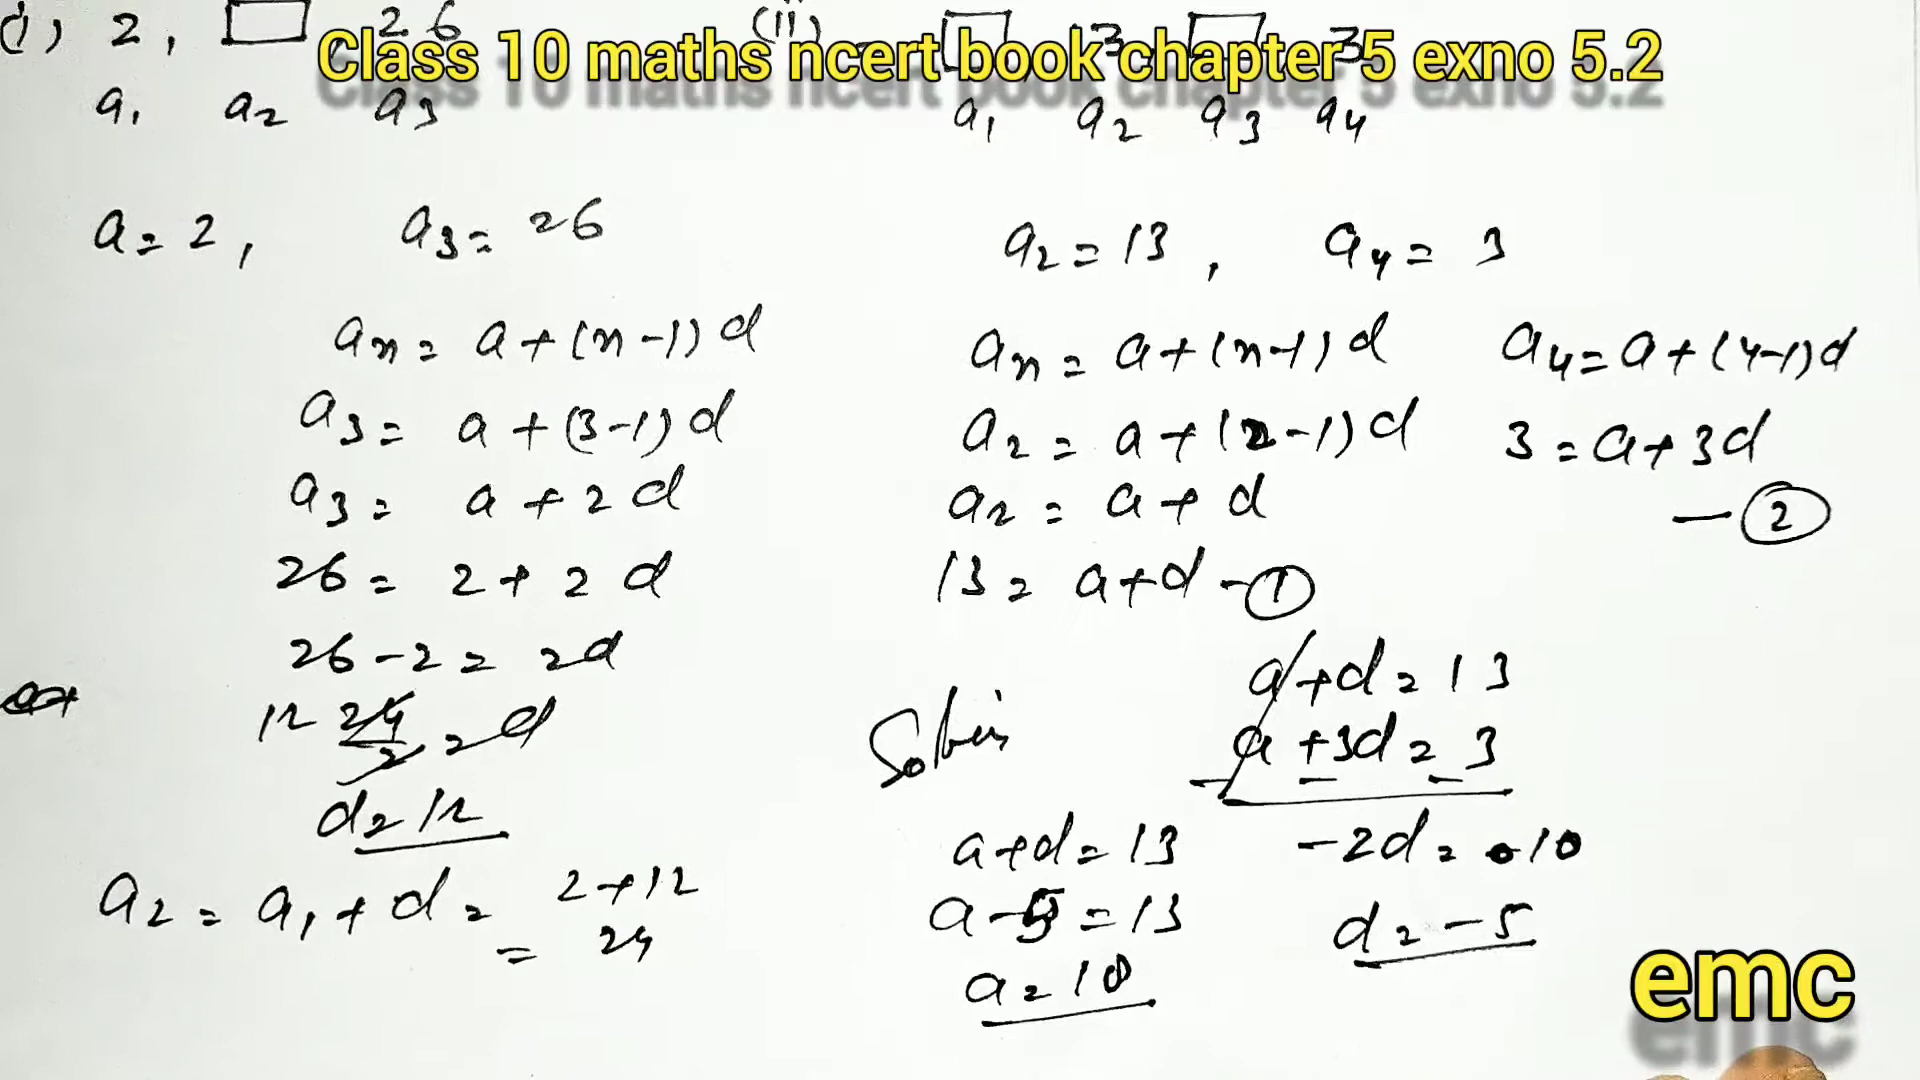 Class 10 maths ncert book chapter 5 exno 5.2
(i) 2, □, 26
a₁ a₂ a₃
a = 2, a₃ = 26
aₙ = a + (n-1)d
a₃ = a + (3-1)d
a₃ = a + 2d
26 = 2 + 2d
26 - 2 = 2d
12 24/2 = d
d = 12
a₂ = a₁ + d = 2+12
= 24
(ii) □, 13, □, 3
a₁ a₂ a₃ a₄
a₂ = 13, a₄ = 3
aₙ = a + (n-1)d
a₂ = a + (2-1)d
a₂ = a + d
13 = a + d - ①
a₄ = a + (4-1)d
3 = a + 3d
- ②
a + d = 13
a + 3d = 3
- - -
-2d = 10
d = -5
a + d = 13
a - 5 = 13
a = 18
emc